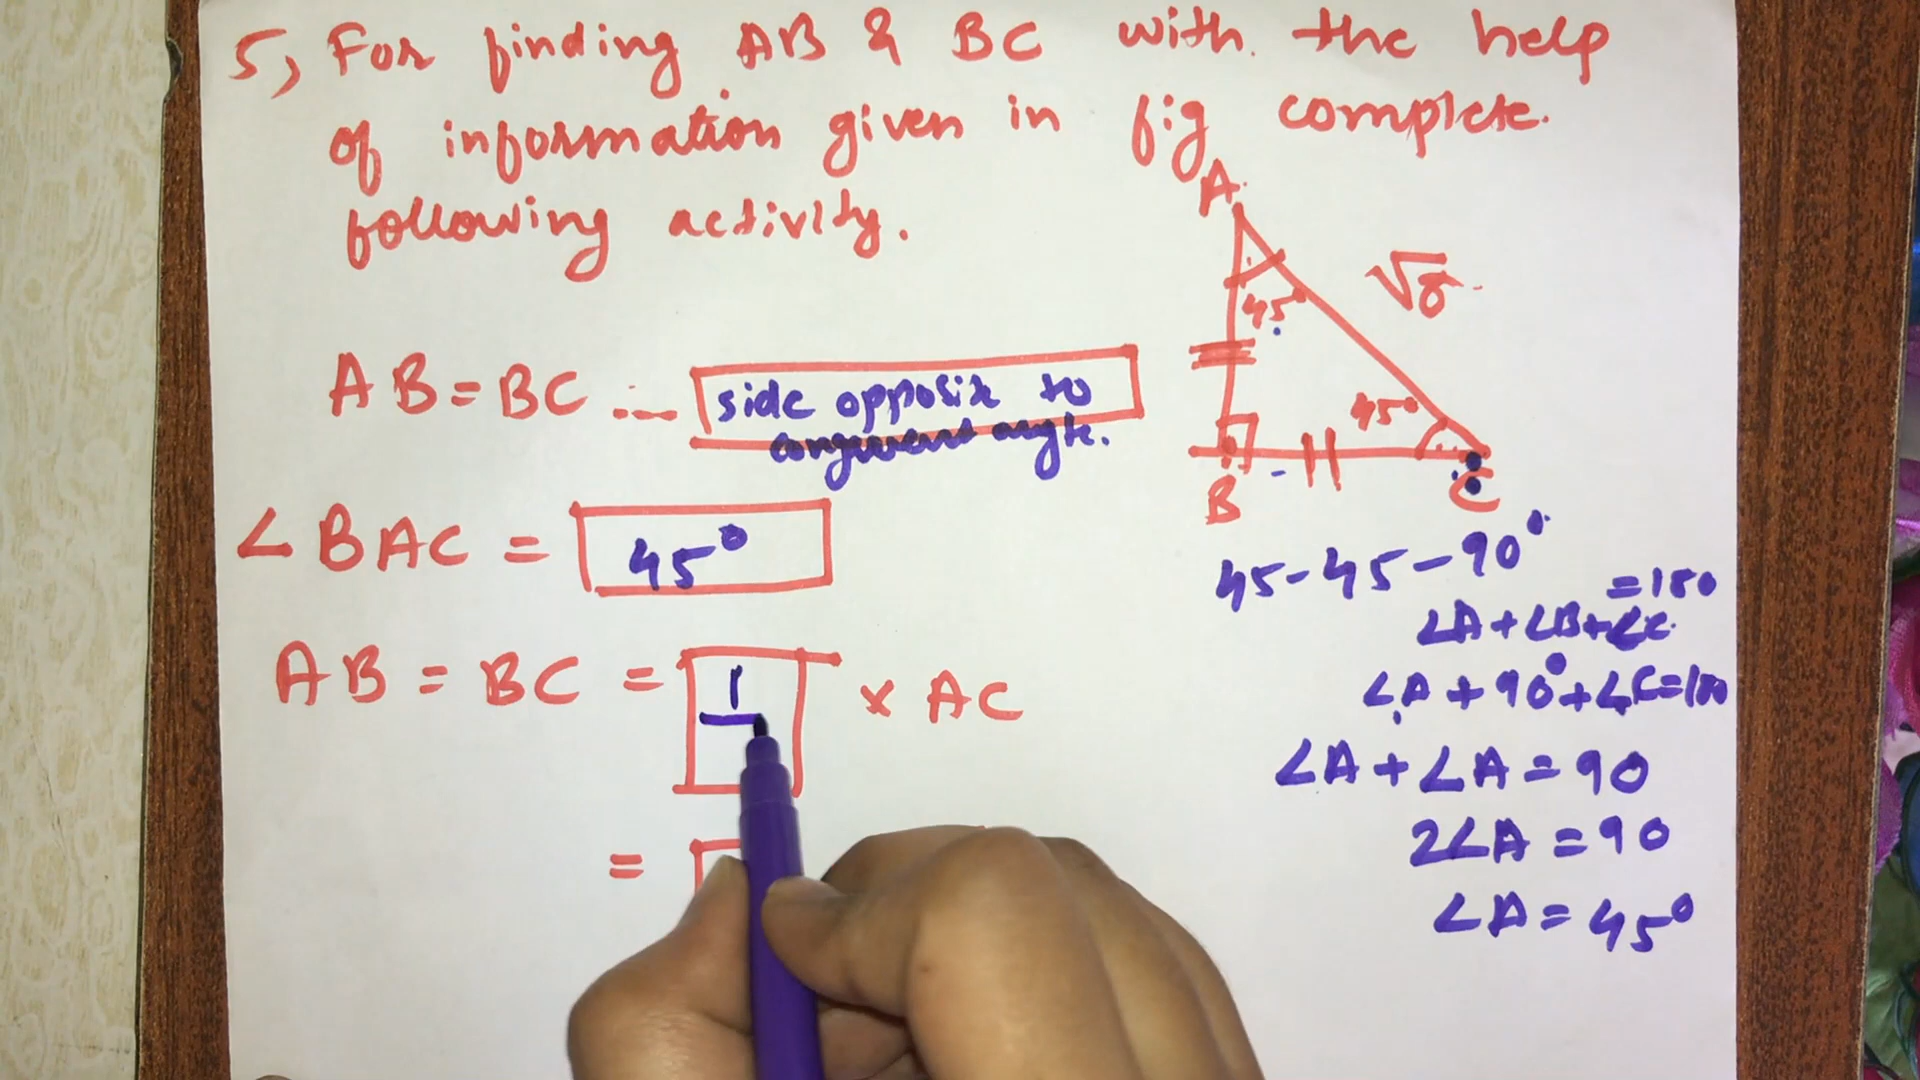 5, For finding AB & BC with the help
of information given in fig complete.
following activity.
A
45°
√8
45°
B
C
AB = BC ... side opposite to
congruent angle.
∠BAC = 45°
AB = BC = 1 × AC
=
45-45-90°
= 180
∠A + ∠B + ∠C
∠A + 90° + ∠C = 180
∠A + ∠A = 90
2∠A = 90
∠A = 45°